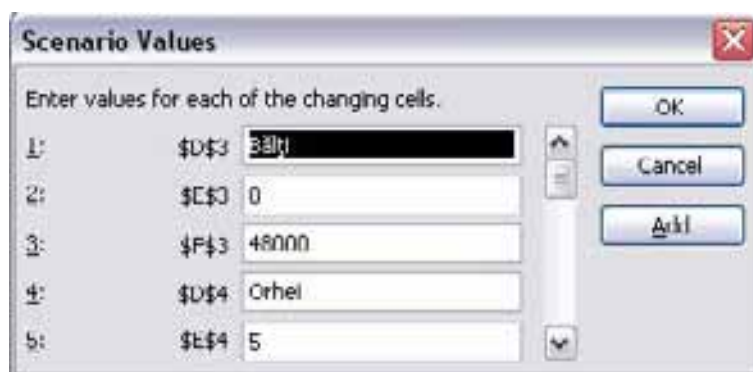 Scenario Values
Enter values for each of the changing cells.
1: $D$3 Bălţi
2: $E$3 0
3: $F$3 48000
4: $D$4 Orhei
5: $E$4 5
OK
Cancel
Add